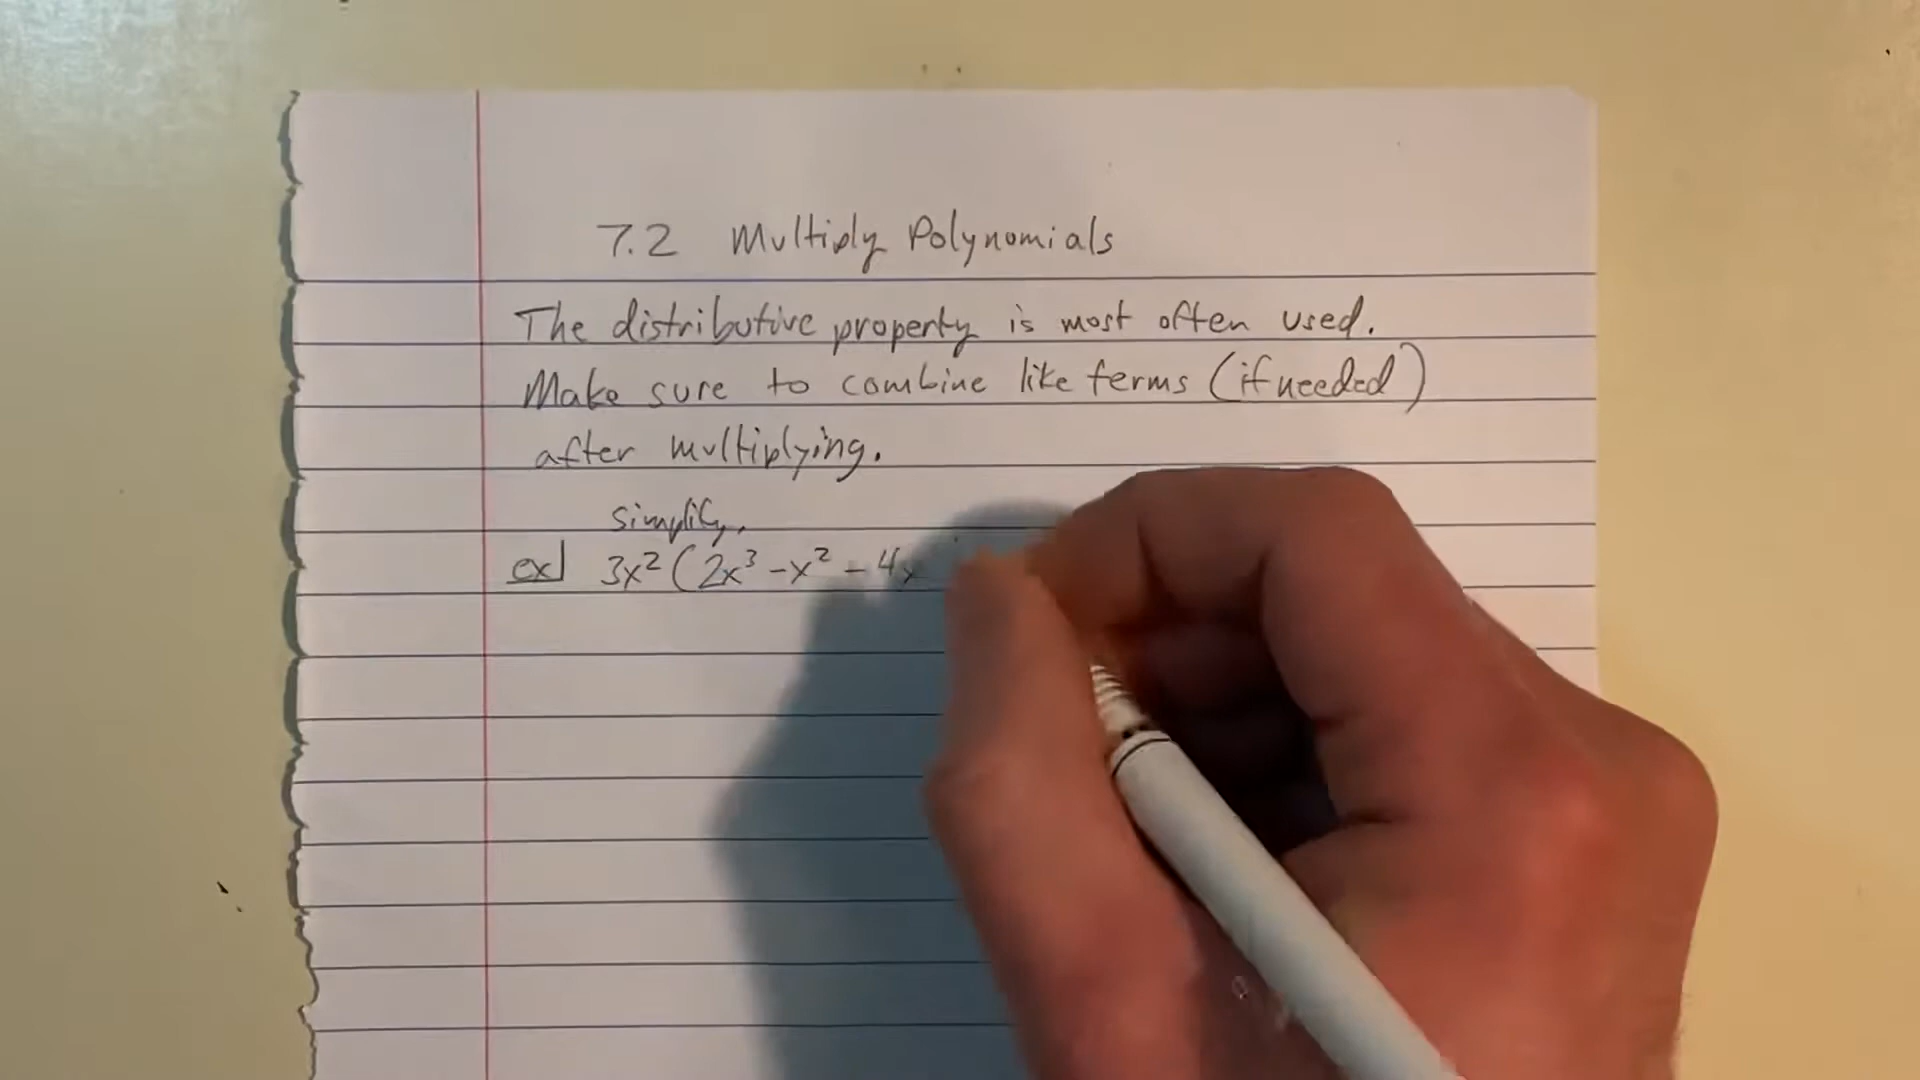 7.2 Multiply Polynomials
The distributive property is most often used.
Make sure to combine like terms (if needed)
after multiplying.
simplify,
ex] 3x² (2x³ - x² - 4x